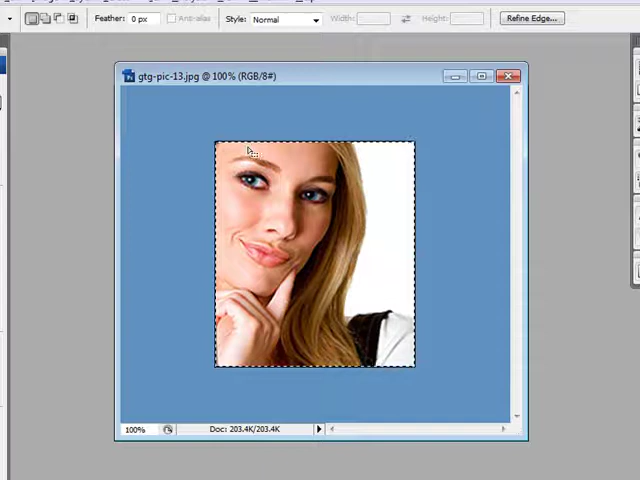 Feather: 0 px Anti-alias Style: Normal Width: Height: Refine Edge...
gtg-pic-13.jpg @ 100% (RGB/8#)
100% Doc: 203.4K/203.4K